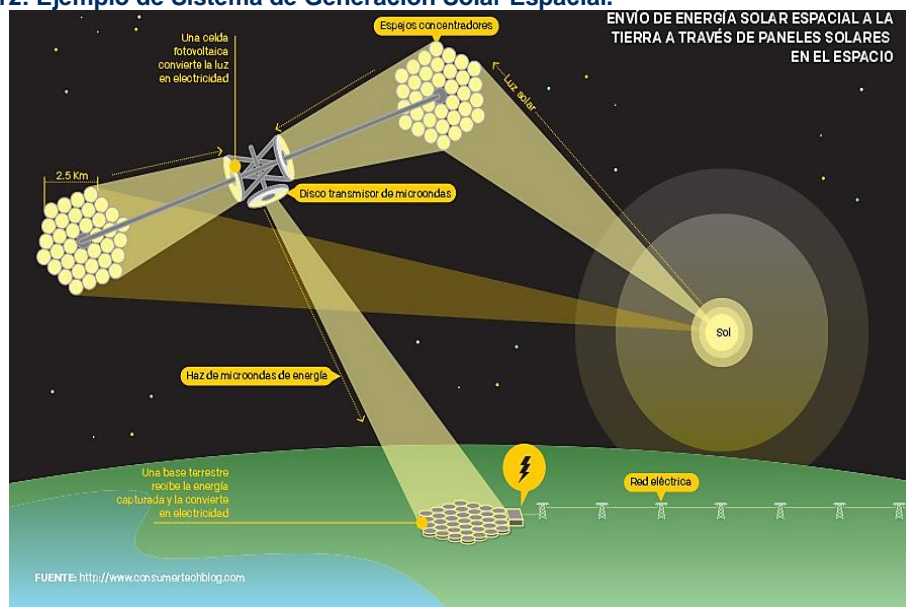 12. Ejemplo de Sistema de Generación Solar Espacial.
ENVÍO DE ENERGÍA SOLAR ESPACIAL A LA
TIERRA A TRAVÉS DE PANELES SOLARES
EN EL ESPACIO
Espejos concentradores
Una celda
fotovoltaica
convierte la luz
en electricidad
Luz solar
2.5 Km
Disco transmisor de microondas
Sol
Haz de microondas de energía
Una base terrestre
recibe la energía
capturada y la convierte
en electricidad
Red eléctrica
FUENTE: http://www.consumertechblog.com